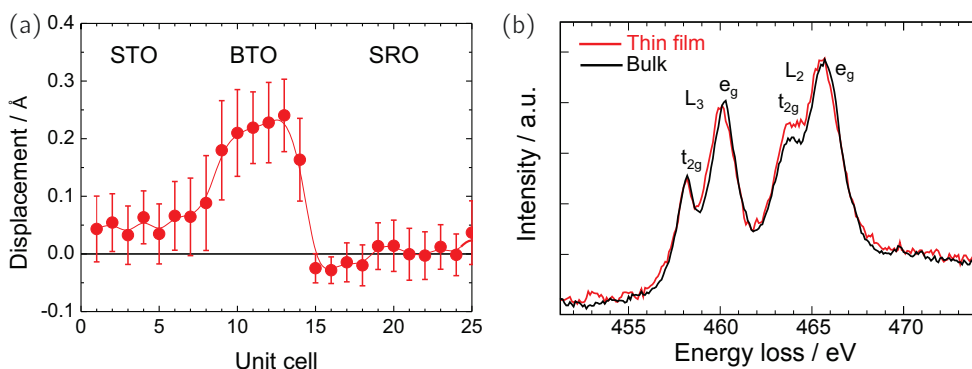 (a)
STO BTO SRO
Displacement / Å
0.4
0.3
0.2
0.1
0.0
-0.1
0 5 10 15 20 25
Unit cell
(b)
Thin film
Bulk
L3
t2g
eg
L2
t2g
eg
Intensity / a.u.
455 460 465 470
Energy loss / eV